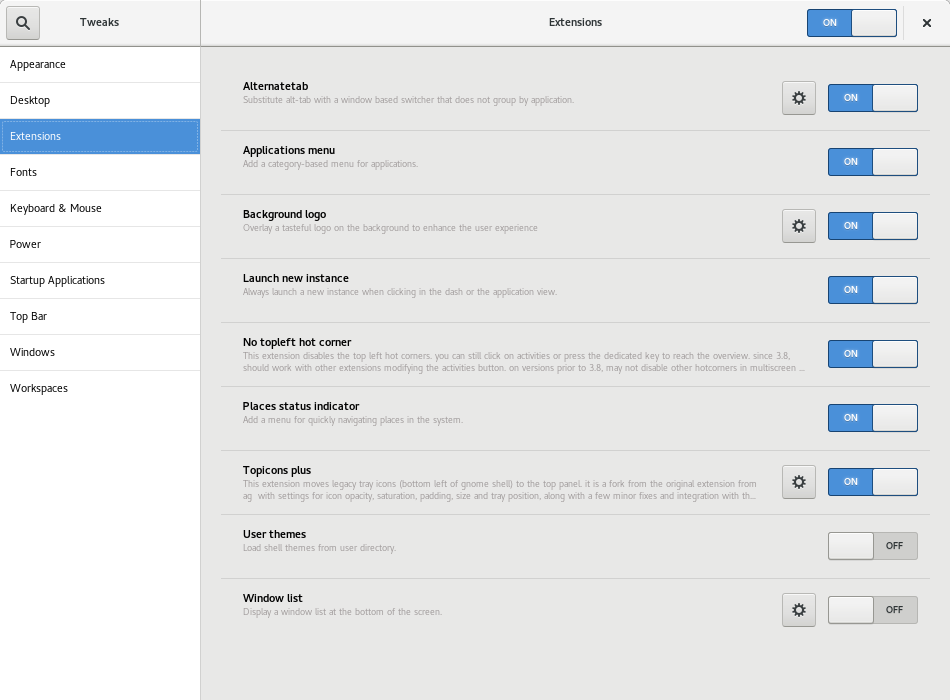 Tweaks
Extensions
ON
Appearance
Desktop
Extensions
Fonts
Keyboard & Mouse
Power
Startup Applications
Top Bar
Windows
Workspaces
Alternatetab
Substitute alt-tab with a window based switcher that does not group by application.
ON
Applications menu
Add a category-based menu for applications.
ON
Background logo
Overlay a tasteful logo on the background to enhance the user experience
ON
Launch new instance
Always launch a new instance when clicking in the dash or the application view.
ON
No topleft hot corner
This extension disables the top left hot corners. you can still click on activities or press the dedicated key to reach the overview. since 3.8,
should work with other extensions modifying the activities button. on versions prior to 3.8, may not disable other hotcorners in multiscreen ...
ON
Places status indicator
Add a menu for quickly navigating places in the system.
ON
Topicons plus
This extension moves legacy tray icons (bottom left of gnome shell) to the top panel. it is a fork from the original extension from
ag  with settings for icon opacity, saturation, padding, size and tray position, along with a few minor fixes and integration with th...
ON
User themes
Load shell themes from user directory.
OFF
Window list
Display a window list at the bottom of the screen.
OFF